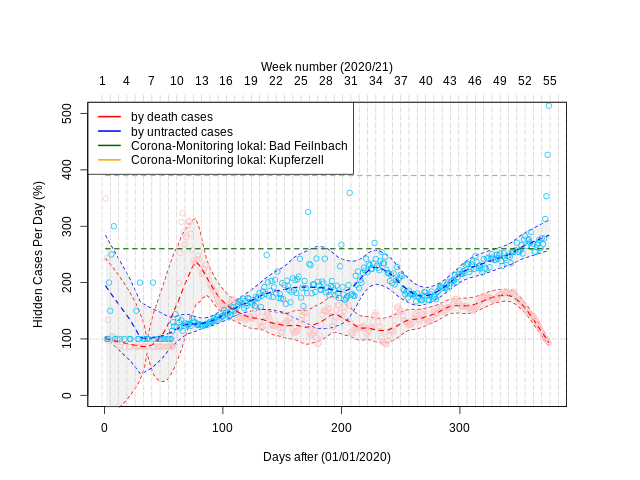 Week number (2020/21)
1 4 7 10 13 16 19 22 25 28 31 34 37 40 43 46 49 52 55
by death cases
by untracted cases
Corona-Monitoring lokal: Bad Feilnbach
Corona-Monitoring lokal: Kupferzell
Hidden Cases Per Day (%)
500
400
300
200
100
0
0 100 200 300
Days after (01/01/2020)